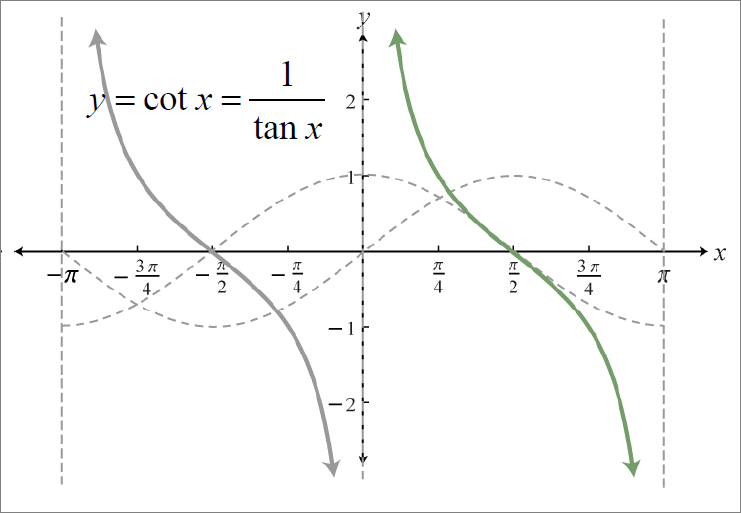 y
y = cot x = 1/tan x
2
1
x
−π
−3π/4
−π/2
−π/4
π/4
π/2
3π/4
π
−1
−2